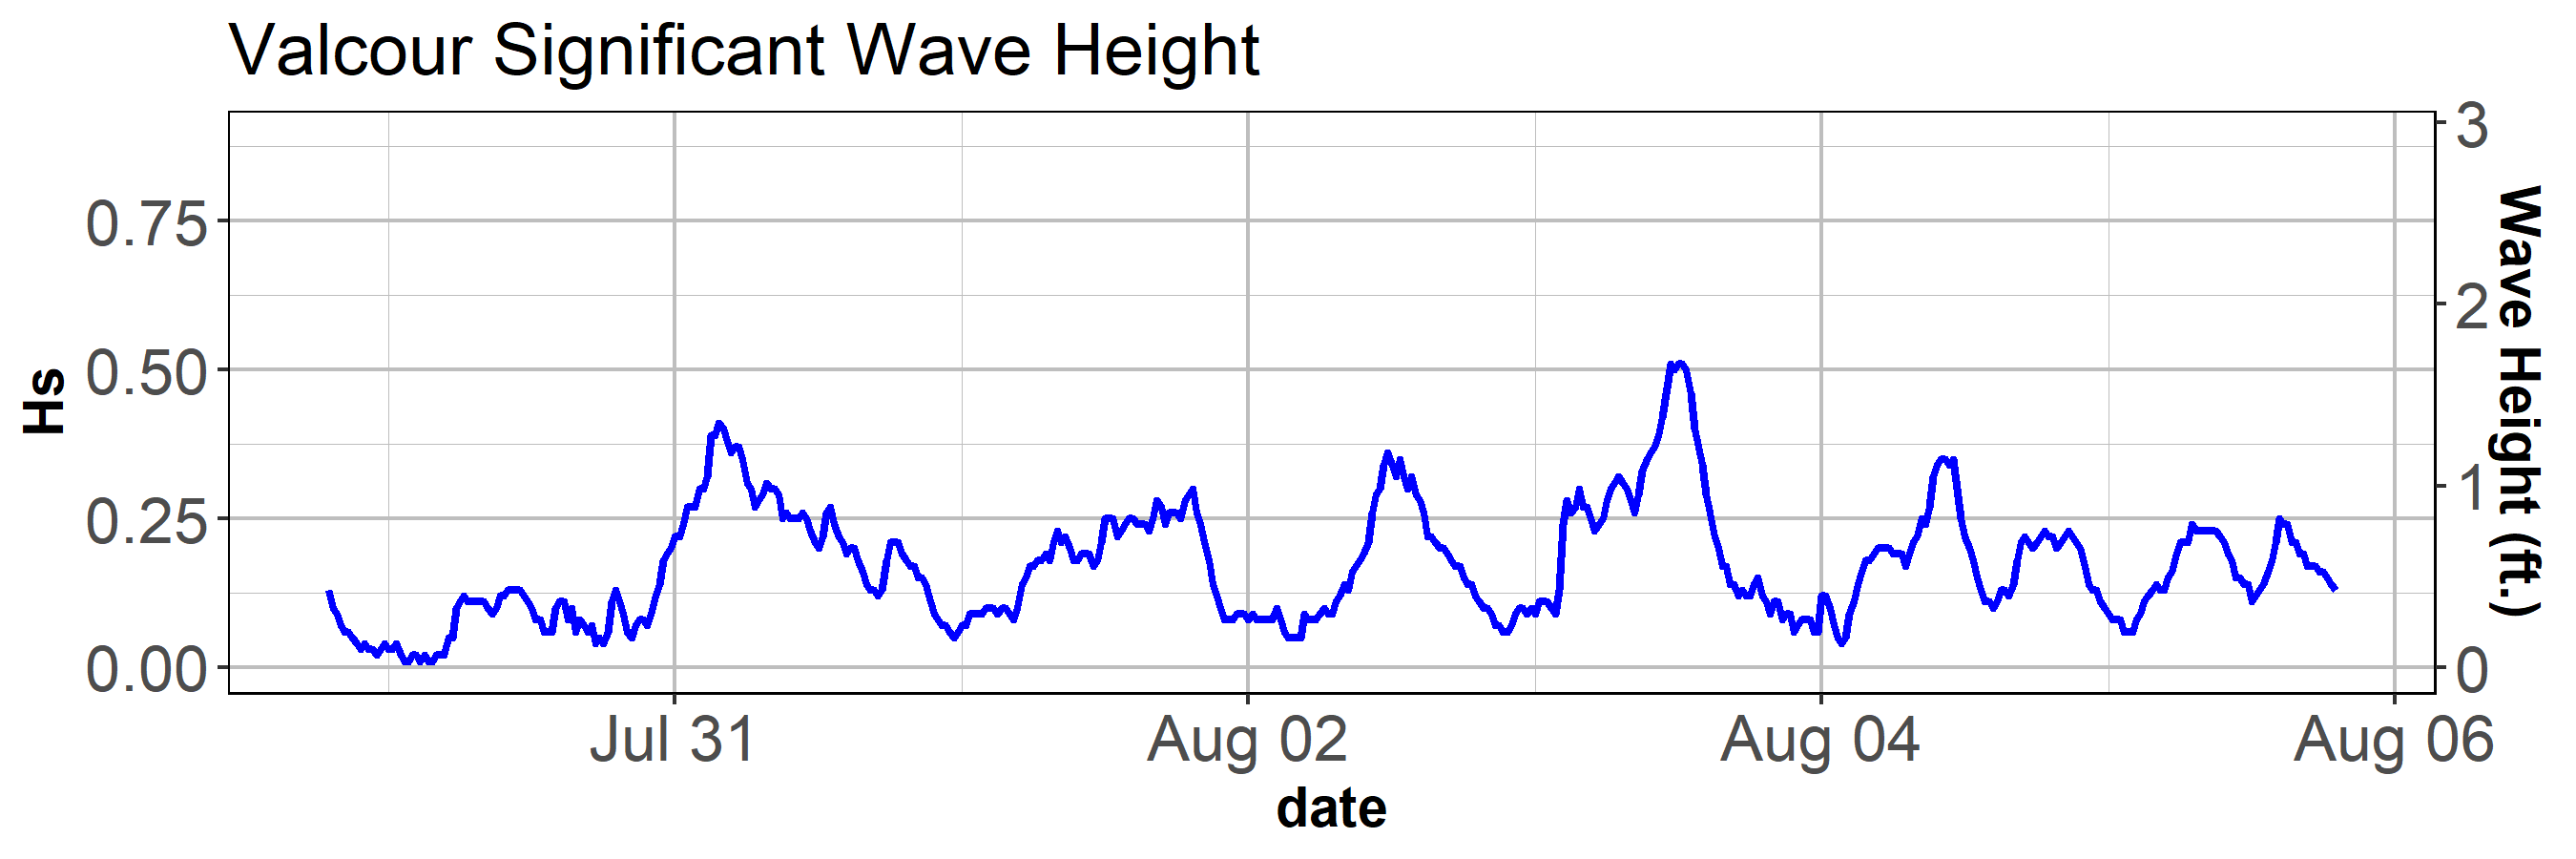 Valcour Significant Wave Height
Hs
0.75
0.50
0.25
0.00
3
2
1
0
Wave Height (ft.)
Jul 31 Aug 02 Aug 04 Aug 06
date